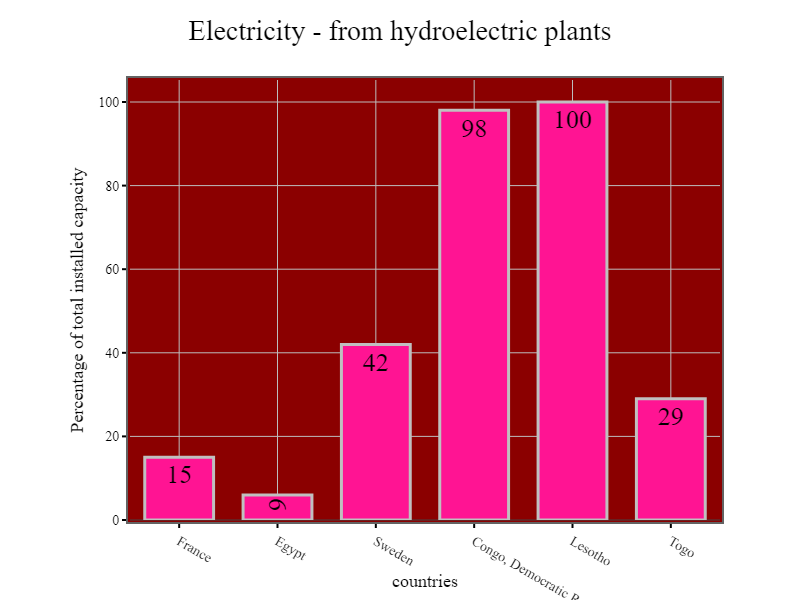 Electricity - from hydroelectric plants
Percentage of total installed capacity
100
80
60
40
20
0
15
6
42
98
100
29
France
Egypt
Sweden
Congo, Democratic R
Lesotho
Togo
countries